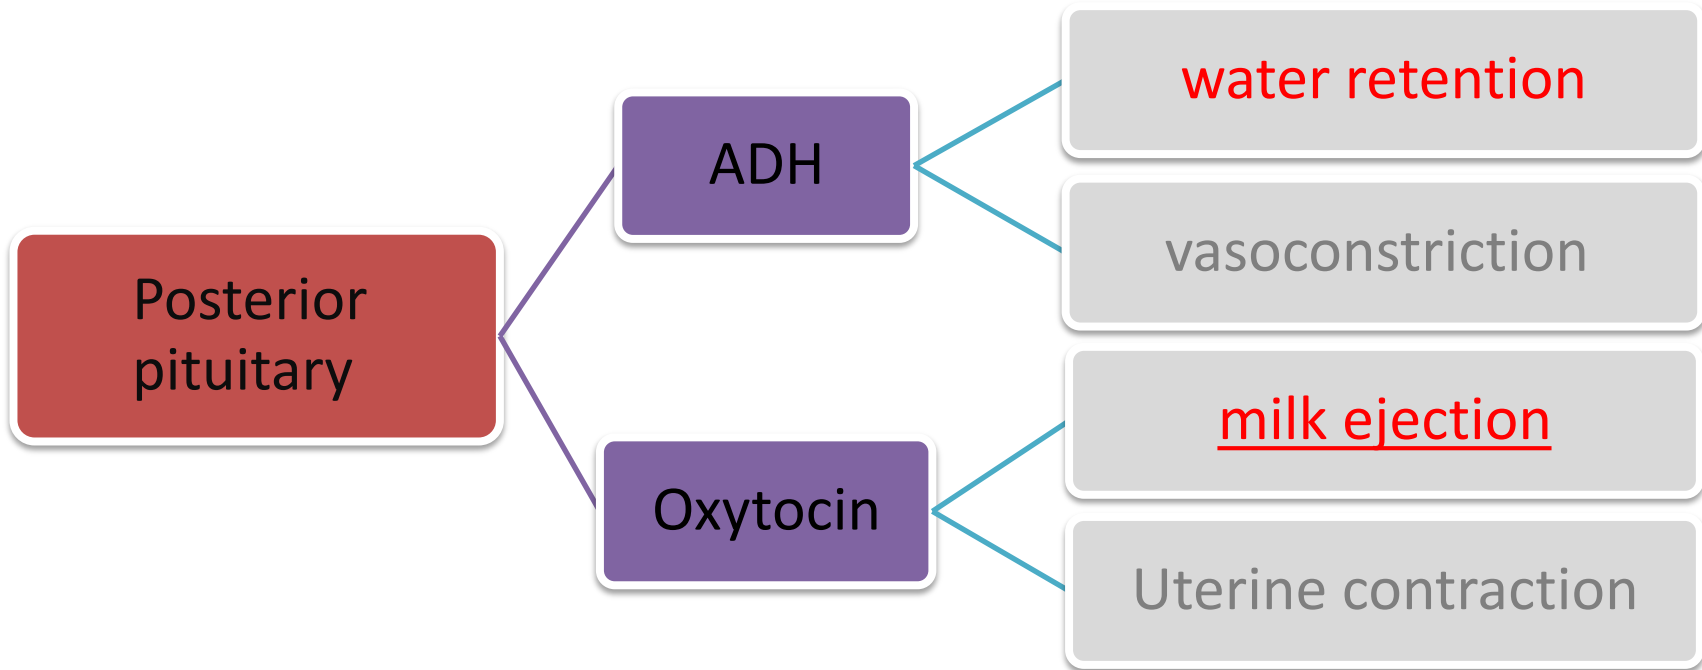 Posterior
pituitary
ADH
water retention
vasoconstriction
Oxytocin
milk ejection
Uterine contraction